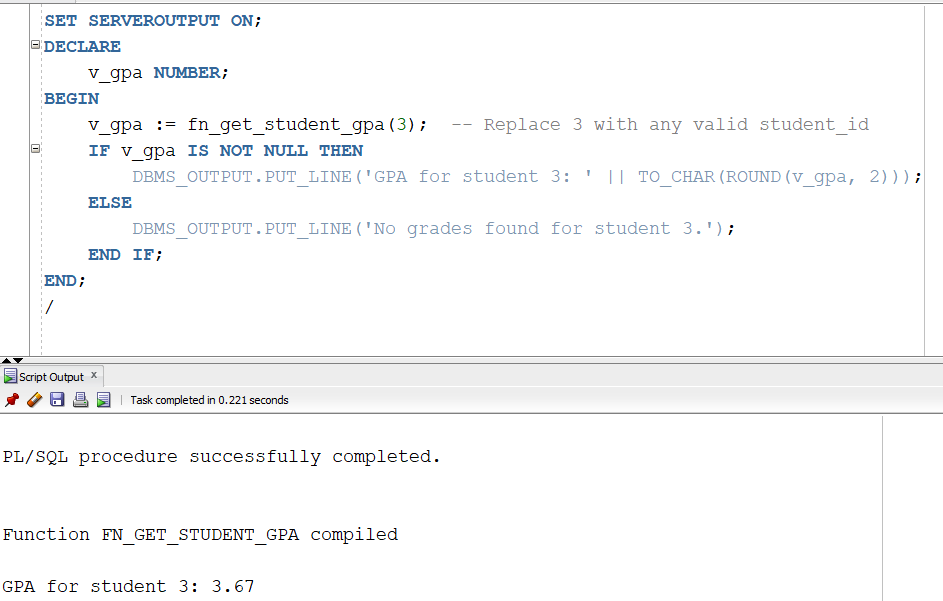 SET SERVEROUTPUT ON;
DECLARE
    v_gpa NUMBER;
BEGIN
    v_gpa := fn_get_student_gpa(3);  -- Replace 3 with any valid student_id
    IF v_gpa IS NOT NULL THEN
        DBMS_OUTPUT.PUT_LINE('GPA for student 3: ' || TO_CHAR(ROUND(v_gpa, 2)));
    ELSE
        DBMS_OUTPUT.PUT_LINE('No grades found for student 3.');
    END IF;
END;
/
Script Output x
Task completed in 0.221 seconds
PL/SQL procedure successfully completed.
Function FN_GET_STUDENT_GPA compiled
GPA for student 3: 3.67